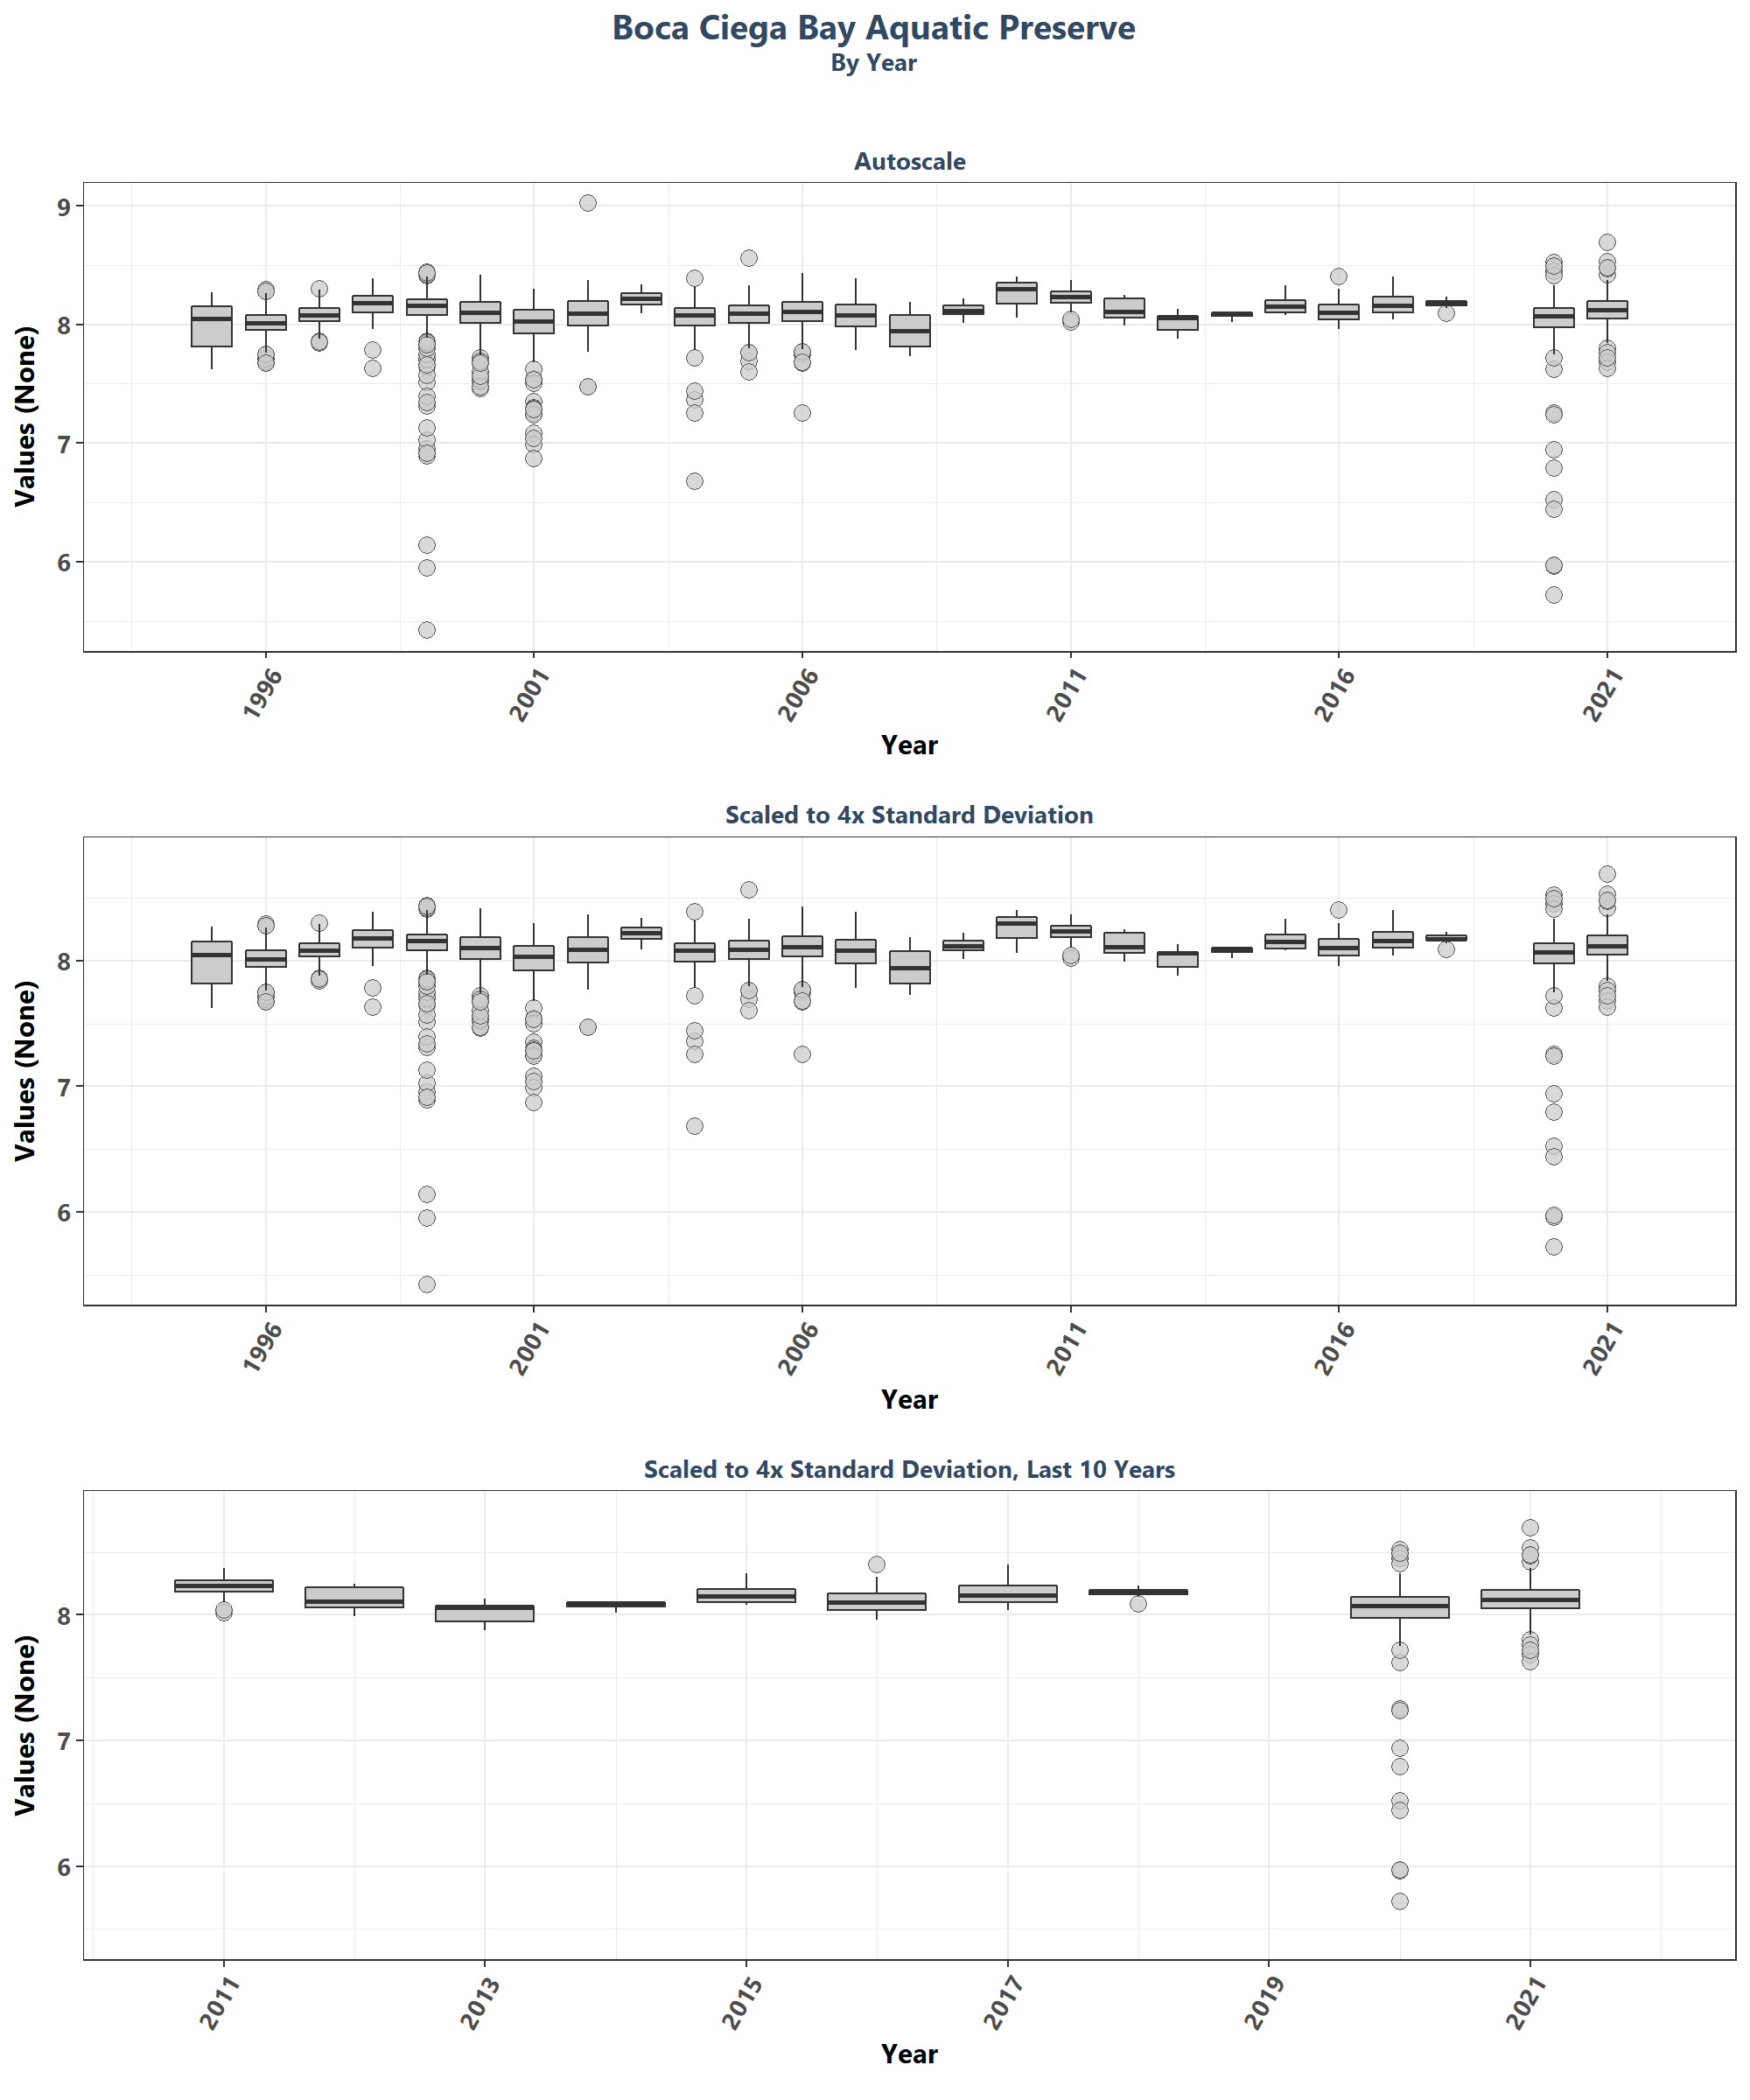 Boca Ciega Bay Aquatic Preserve
By Year
Autoscale
Values (None)
9
8
7
6
1996
2001
2006
2011
2016
2021
Year
Scaled to 4x Standard Deviation
Values (None)
8
7
6
1996
2001
2006
2011
2016
2021
Year
Scaled to 4x Standard Deviation, Last 10 Years
Values (None)
8
7
6
2011
2013
2015
2017
2019
2021
Year